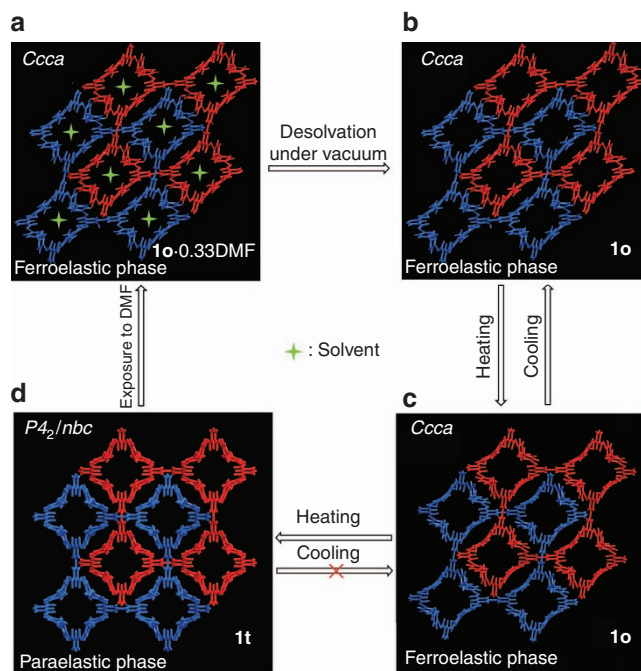 a
Ccca
1o·0.33DMF
Ferroelastic phase
Desolvation
under vacuum
b
Ccca
1o
Ferroelastic phase
Exposure to DMF
: Solvent
Heating
Cooling
d
P4₂/nbc
1t
Paraelastic phase
Heating
Cooling
c
Ccca
1o
Ferroelastic phase